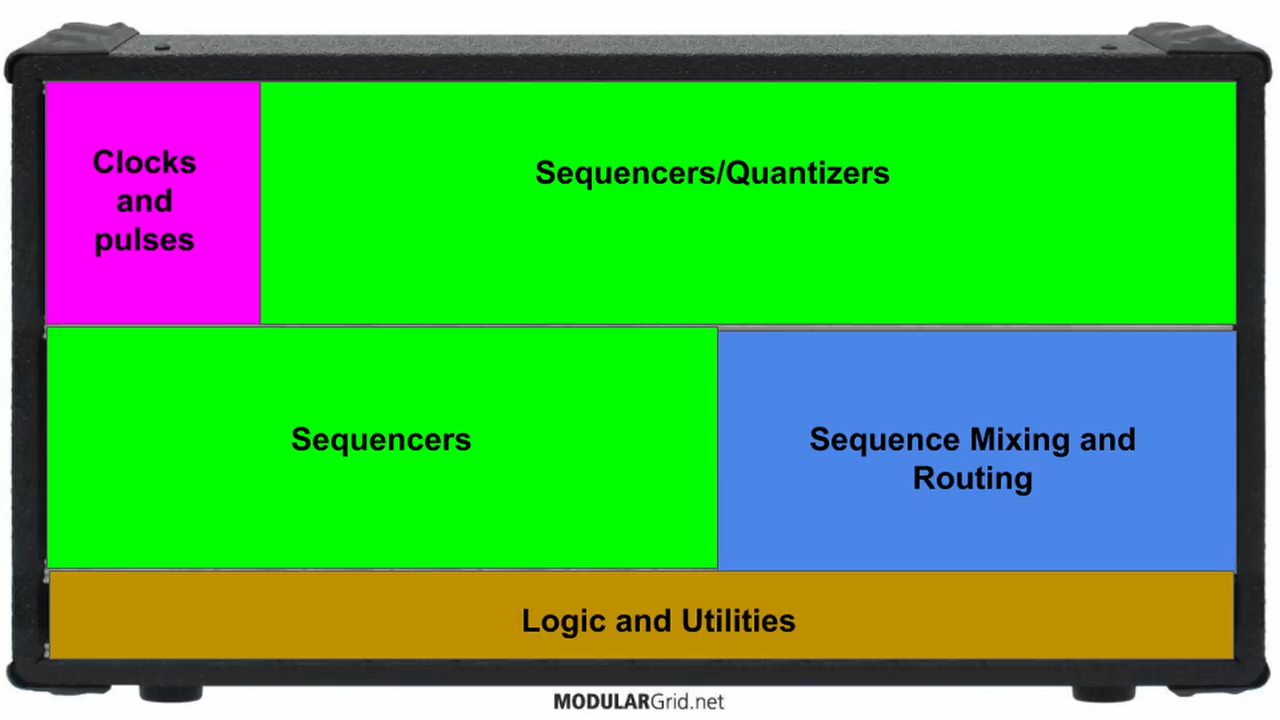 Clocks
and
pulses
Sequencers/Quantizers
Sequencers
Sequence Mixing and
Routing
Logic and Utilities
MODULARGrid.net